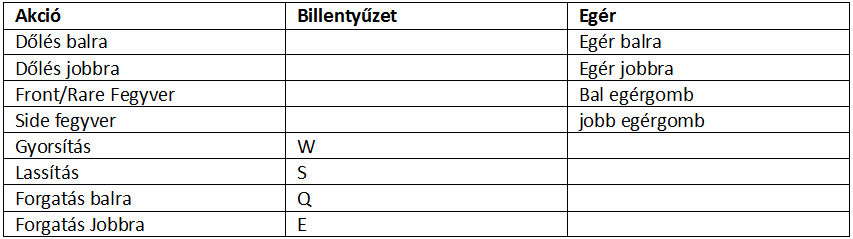 Akció Billentyűzet Egér
Dőlés balra Egér balra
Dőlés jobbra Egér jobbra
Front/Rare Fegyver Bal egérgomb
Side fegyver jobb egérgomb
Gyorsítás W
Lassítás S
Forgatás balra Q
Forgatás Jobbra E